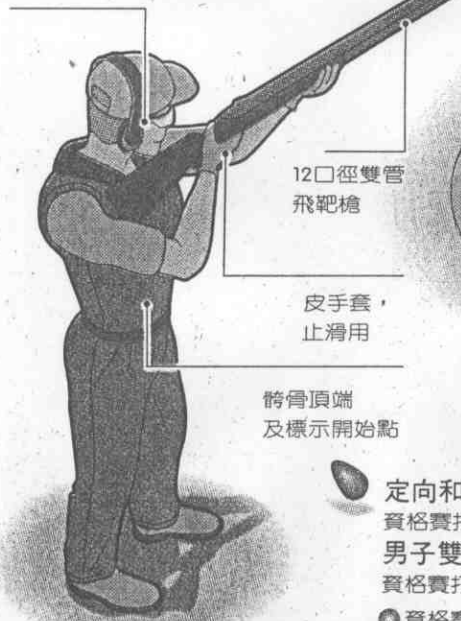 12口徑雙管
飛靶槍
皮手套，
止滑用
髂骨頂端
及標示開始點
定向和
資格賽
男子雙
資格賽
資格賽